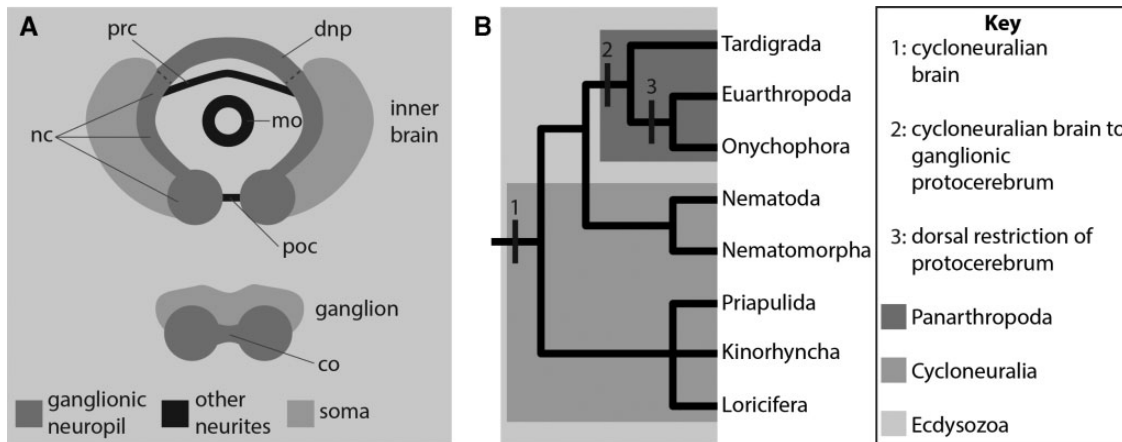 A
prc
dnp
nc
mo
inner
brain
poc
ganglion
co
ganglionic
neuropil
other
neurites
soma
B
1
2
3
Tardigrada
Euarthropoda
Onychophora
Nematoda
Nematomorpha
Priapulida
Kinorhyncha
Loricifera
Key
1: cycloneuralian
brain
2: cycloneuralian brain to
ganglionic
protocerebrum
3: dorsal restriction of
protocerebrum
Panarthropoda
Cycloneuralia
Ecdysozoa